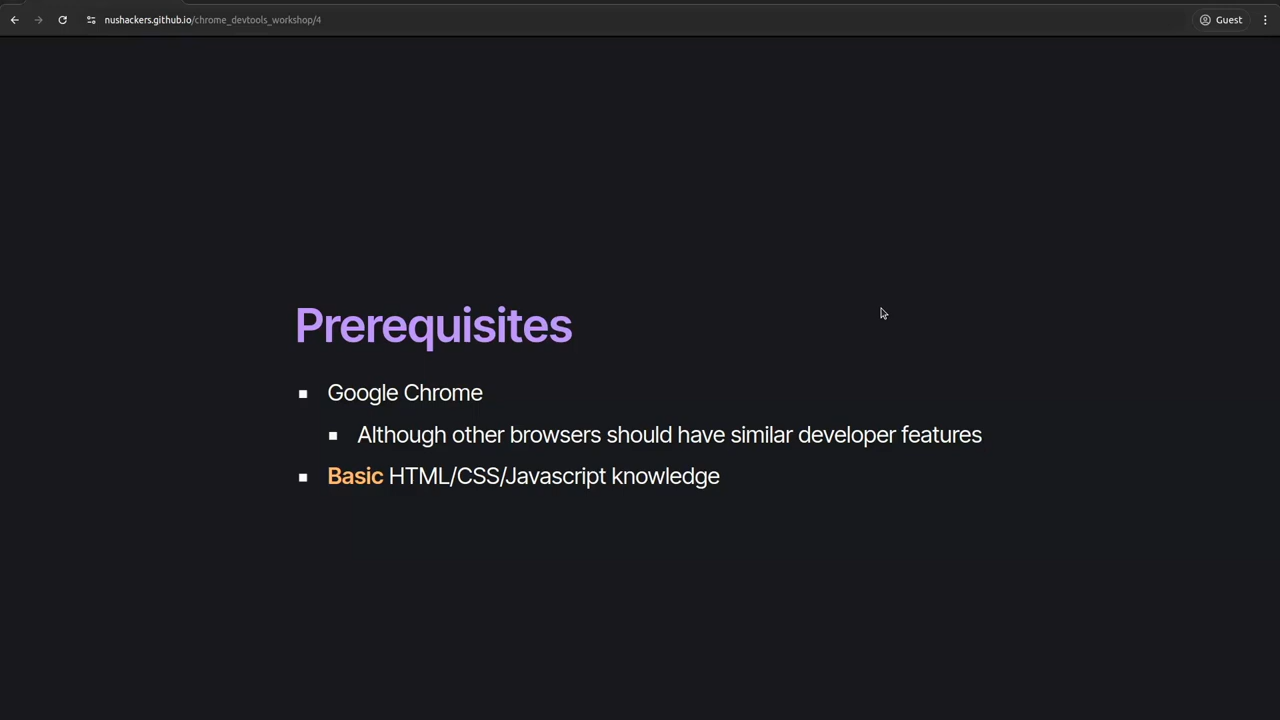 nushackers.github.io/chrome_devtools_workshop/4
Guest
Prerequisites
Google Chrome
Although other browsers should have similar developer features
Basic HTML/CSS/Javascript knowledge